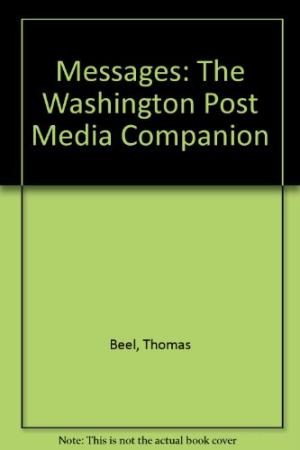 Messages: The
Washington Post
Media Companion
Beel, Thomas
Note: This is not the actual book cover